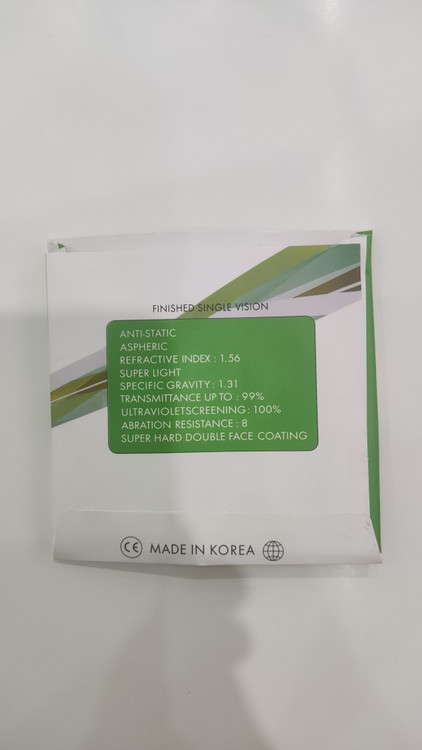 FINISHED SINGLE VISION
ANTI-STATIC
ASPHERIC
REFRACTIVE INDEX : 1.56
SUPER LIGHT
SPECIFIC GRAVITY : 1.31
TRANSMITTANCE UP TO : 99%
ULTRAVIOLETSCREENING : 100%
ABRATION RESISTANCE : 8
SUPER HARD DOUBLE FACE COATING
CE MADE IN KOREA